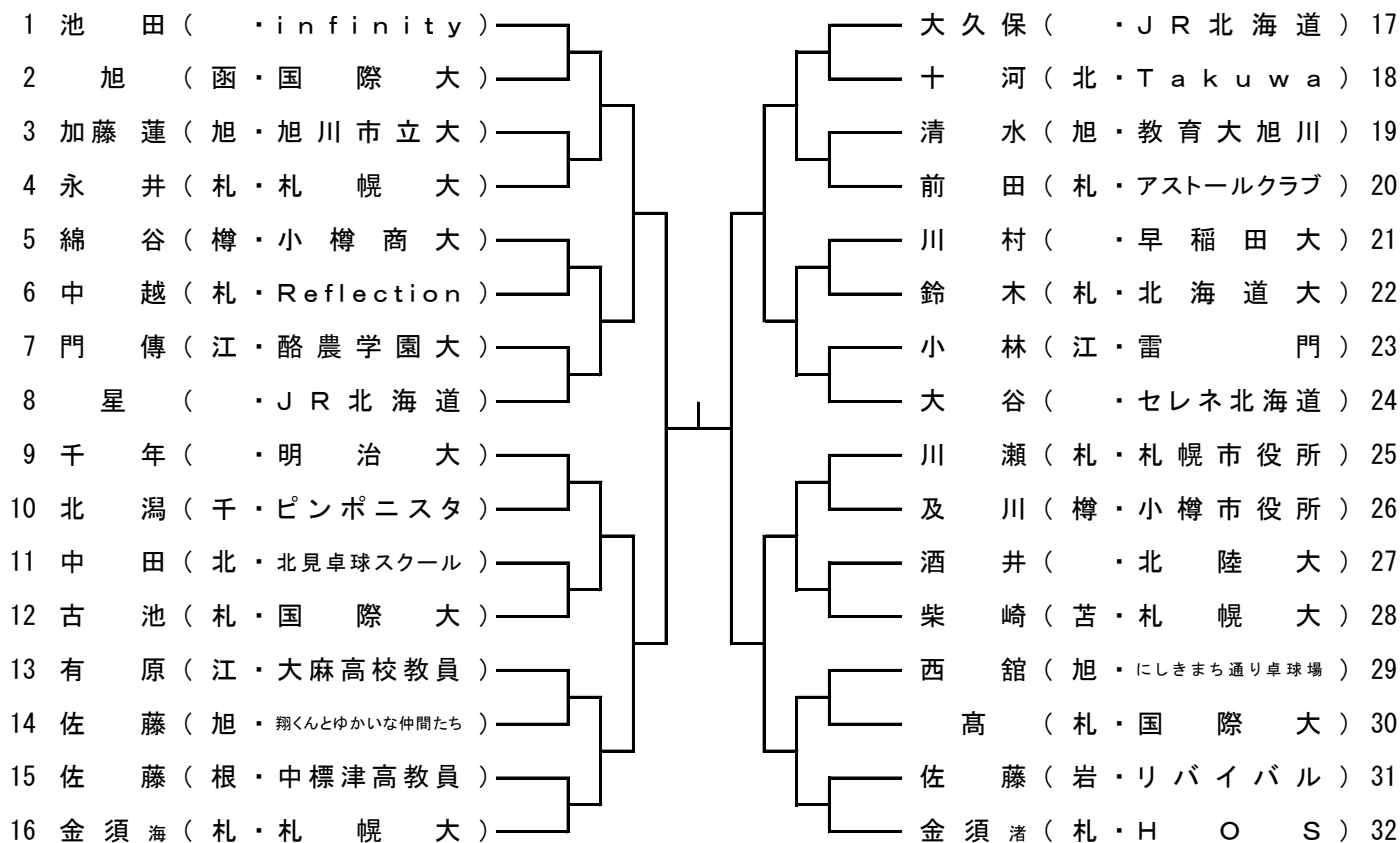 1 池田(　・infinity)
2 旭(函・国際大)
3 加藤蓮(旭・旭川市立大)
4 永井(札・札幌大)
5 綿谷(樽・小樽商大)
6 中越(札・Reflection)
7 門傳(江・酪農学園大)
8 星(　・JR北海道)
9 千年(　・明治大)
10 北潟(千・ピンポニスタ)
11 中田(北・北見卓球スクール)
12 古池(札・国際大)
13 有原(江・大麻高校教員)
14 佐藤(旭・翔くんとゆかいな仲間たち)
15 佐藤(根・中標津高教員)
16 金須海(札・札幌大)
大久保(　・JR北海道) 17
十河(北・Takuwa) 18
清水(旭・教育大旭川) 19
前田(札・アストールクラブ) 20
川村(　・早稲田大) 21
鈴木(札・北海道大) 22
小林(江・雷門) 23
大谷(　・セレネ北海道) 24
川瀬(札・札幌市役所) 25
及川(樽・小樽市役所) 26
酒井(　・北陸大) 27
柴崎(苫・札幌大) 28
西舘(旭・にしきまち通り卓球場) 29
髙(札・国際大) 30
佐藤(岩・リバイバル) 31
金須渚(札・HOS) 32